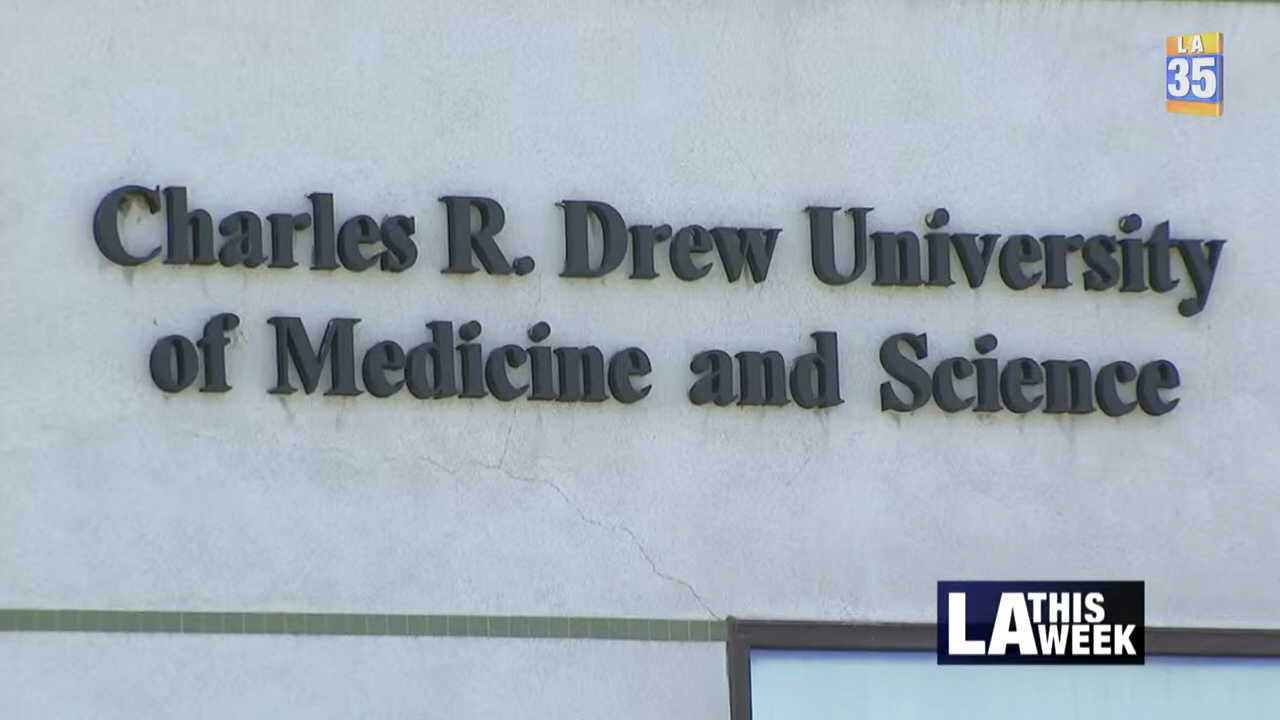 LA
35
Charles R. Drew University
of Medicine and Science
LA THIS
WEEK